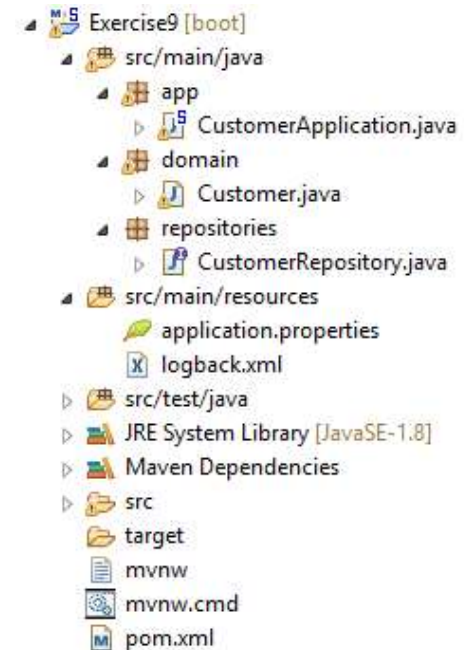 Exercise9 [boot]
src/main/java
app
CustomerApplication.java
domain
Customer.java
repositories
CustomerRepository.java
src/main/resources
application.properties
logback.xml
src/test/java
JRE System Library [JavaSE-1.8]
Maven Dependencies
src
target
mvnw
mvnw.cmd
pom.xml